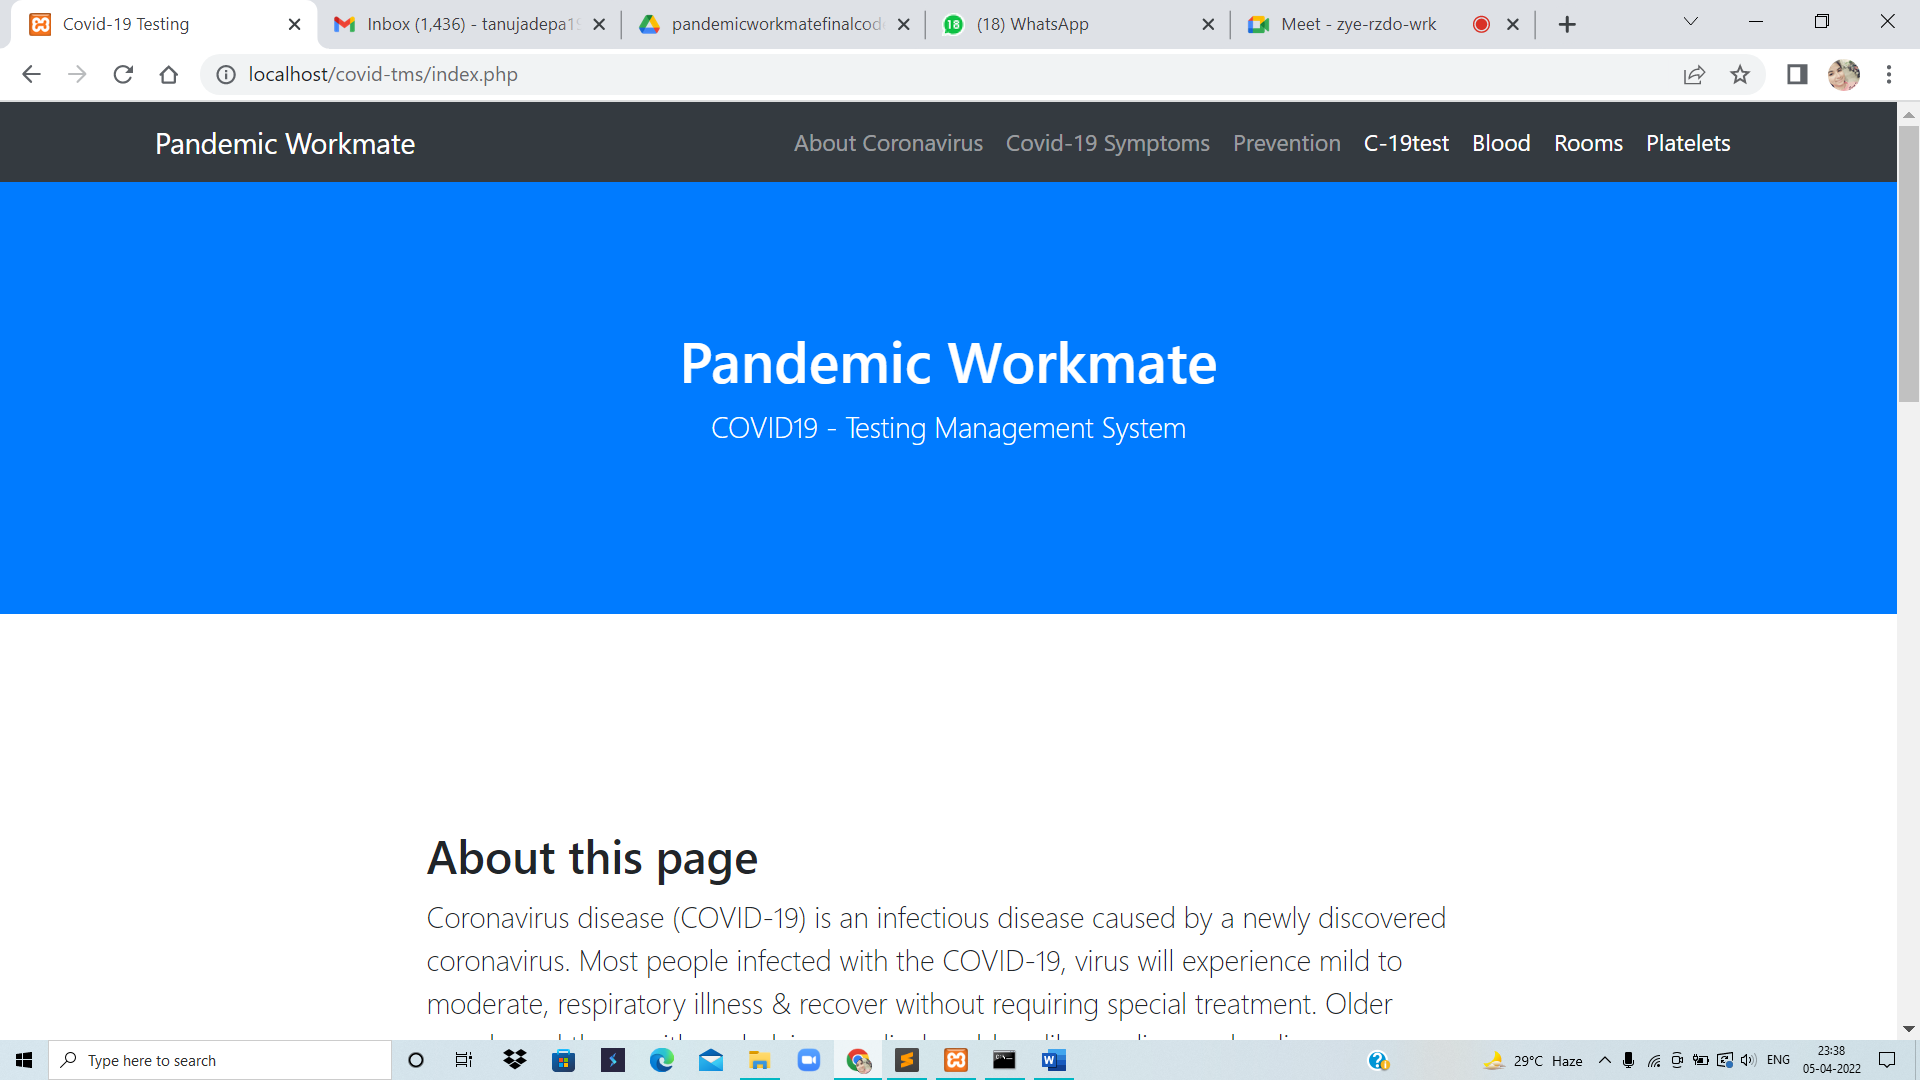 Covid-19 Testing
Inbox (1,436) - tanujadepa19
pandemicworkmatefinalcode
18
(18) WhatsApp
Meet - zye-rzdo-wrk
localhost/covid-tms/index.php
Pandemic Workmate
About Coronavirus Covid-19 Symptoms Prevention C-19test Blood Rooms Platelets
Pandemic Workmate
COVID19 - Testing Management System
About this page
Coronavirus disease (COVID-19) is an infectious disease caused by a newly discovered
coronavirus. Most people infected with the COVID-19, virus will experience mild to
moderate, respiratory illness & recover without requiring special treatment. Older
Type here to search
29°C Haze
ENG
23:38
05-04-2022